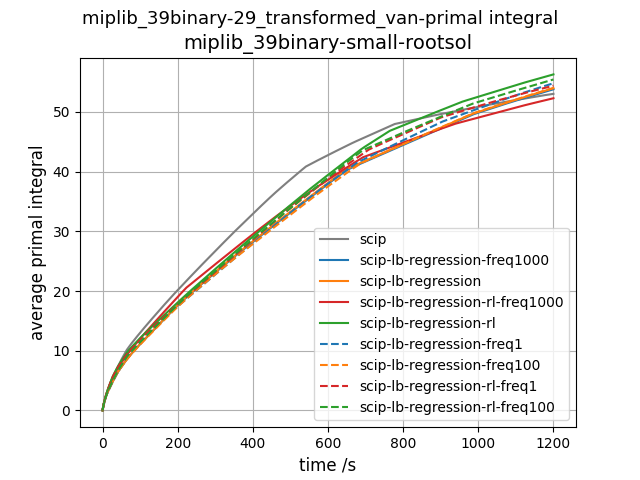 miplib_39binary-29_transformed_van-primal integral
miplib_39binary-small-rootsol
average primal integral
50
40
30
20
10
0
0
200
400
600
800
1000
1200
time /s
scip
scip-lb-regression-freq1000
scip-lb-regression
scip-lb-regression-rl-freq1000
scip-lb-regression-rl
scip-lb-regression-freq1
scip-lb-regression-freq100
scip-lb-regression-rl-freq1
scip-lb-regression-rl-freq100